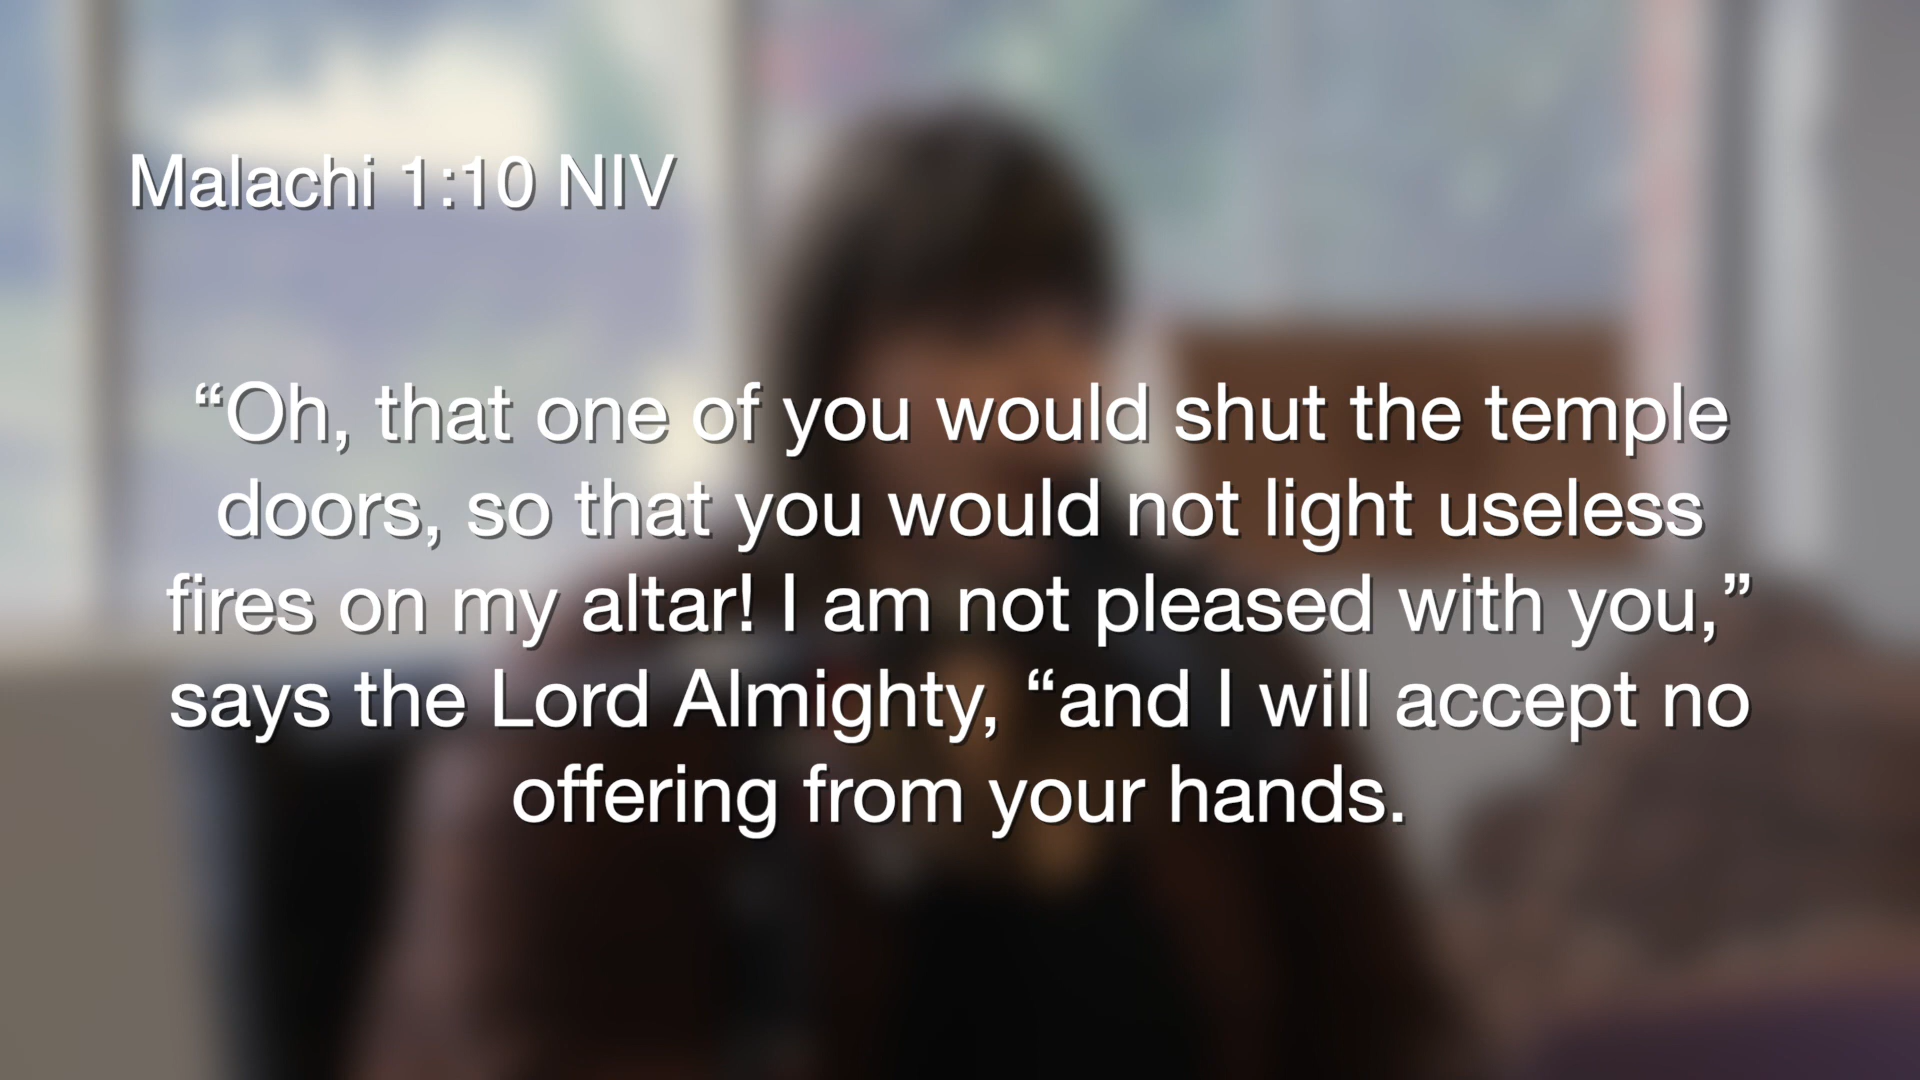 Malachi 1:10 NIV
“Oh, that one of you would shut the temple
doors, so that you would not light useless
fires on my altar! I am not pleased with you,”
says the Lord Almighty, “and I will accept no
offering from your hands.